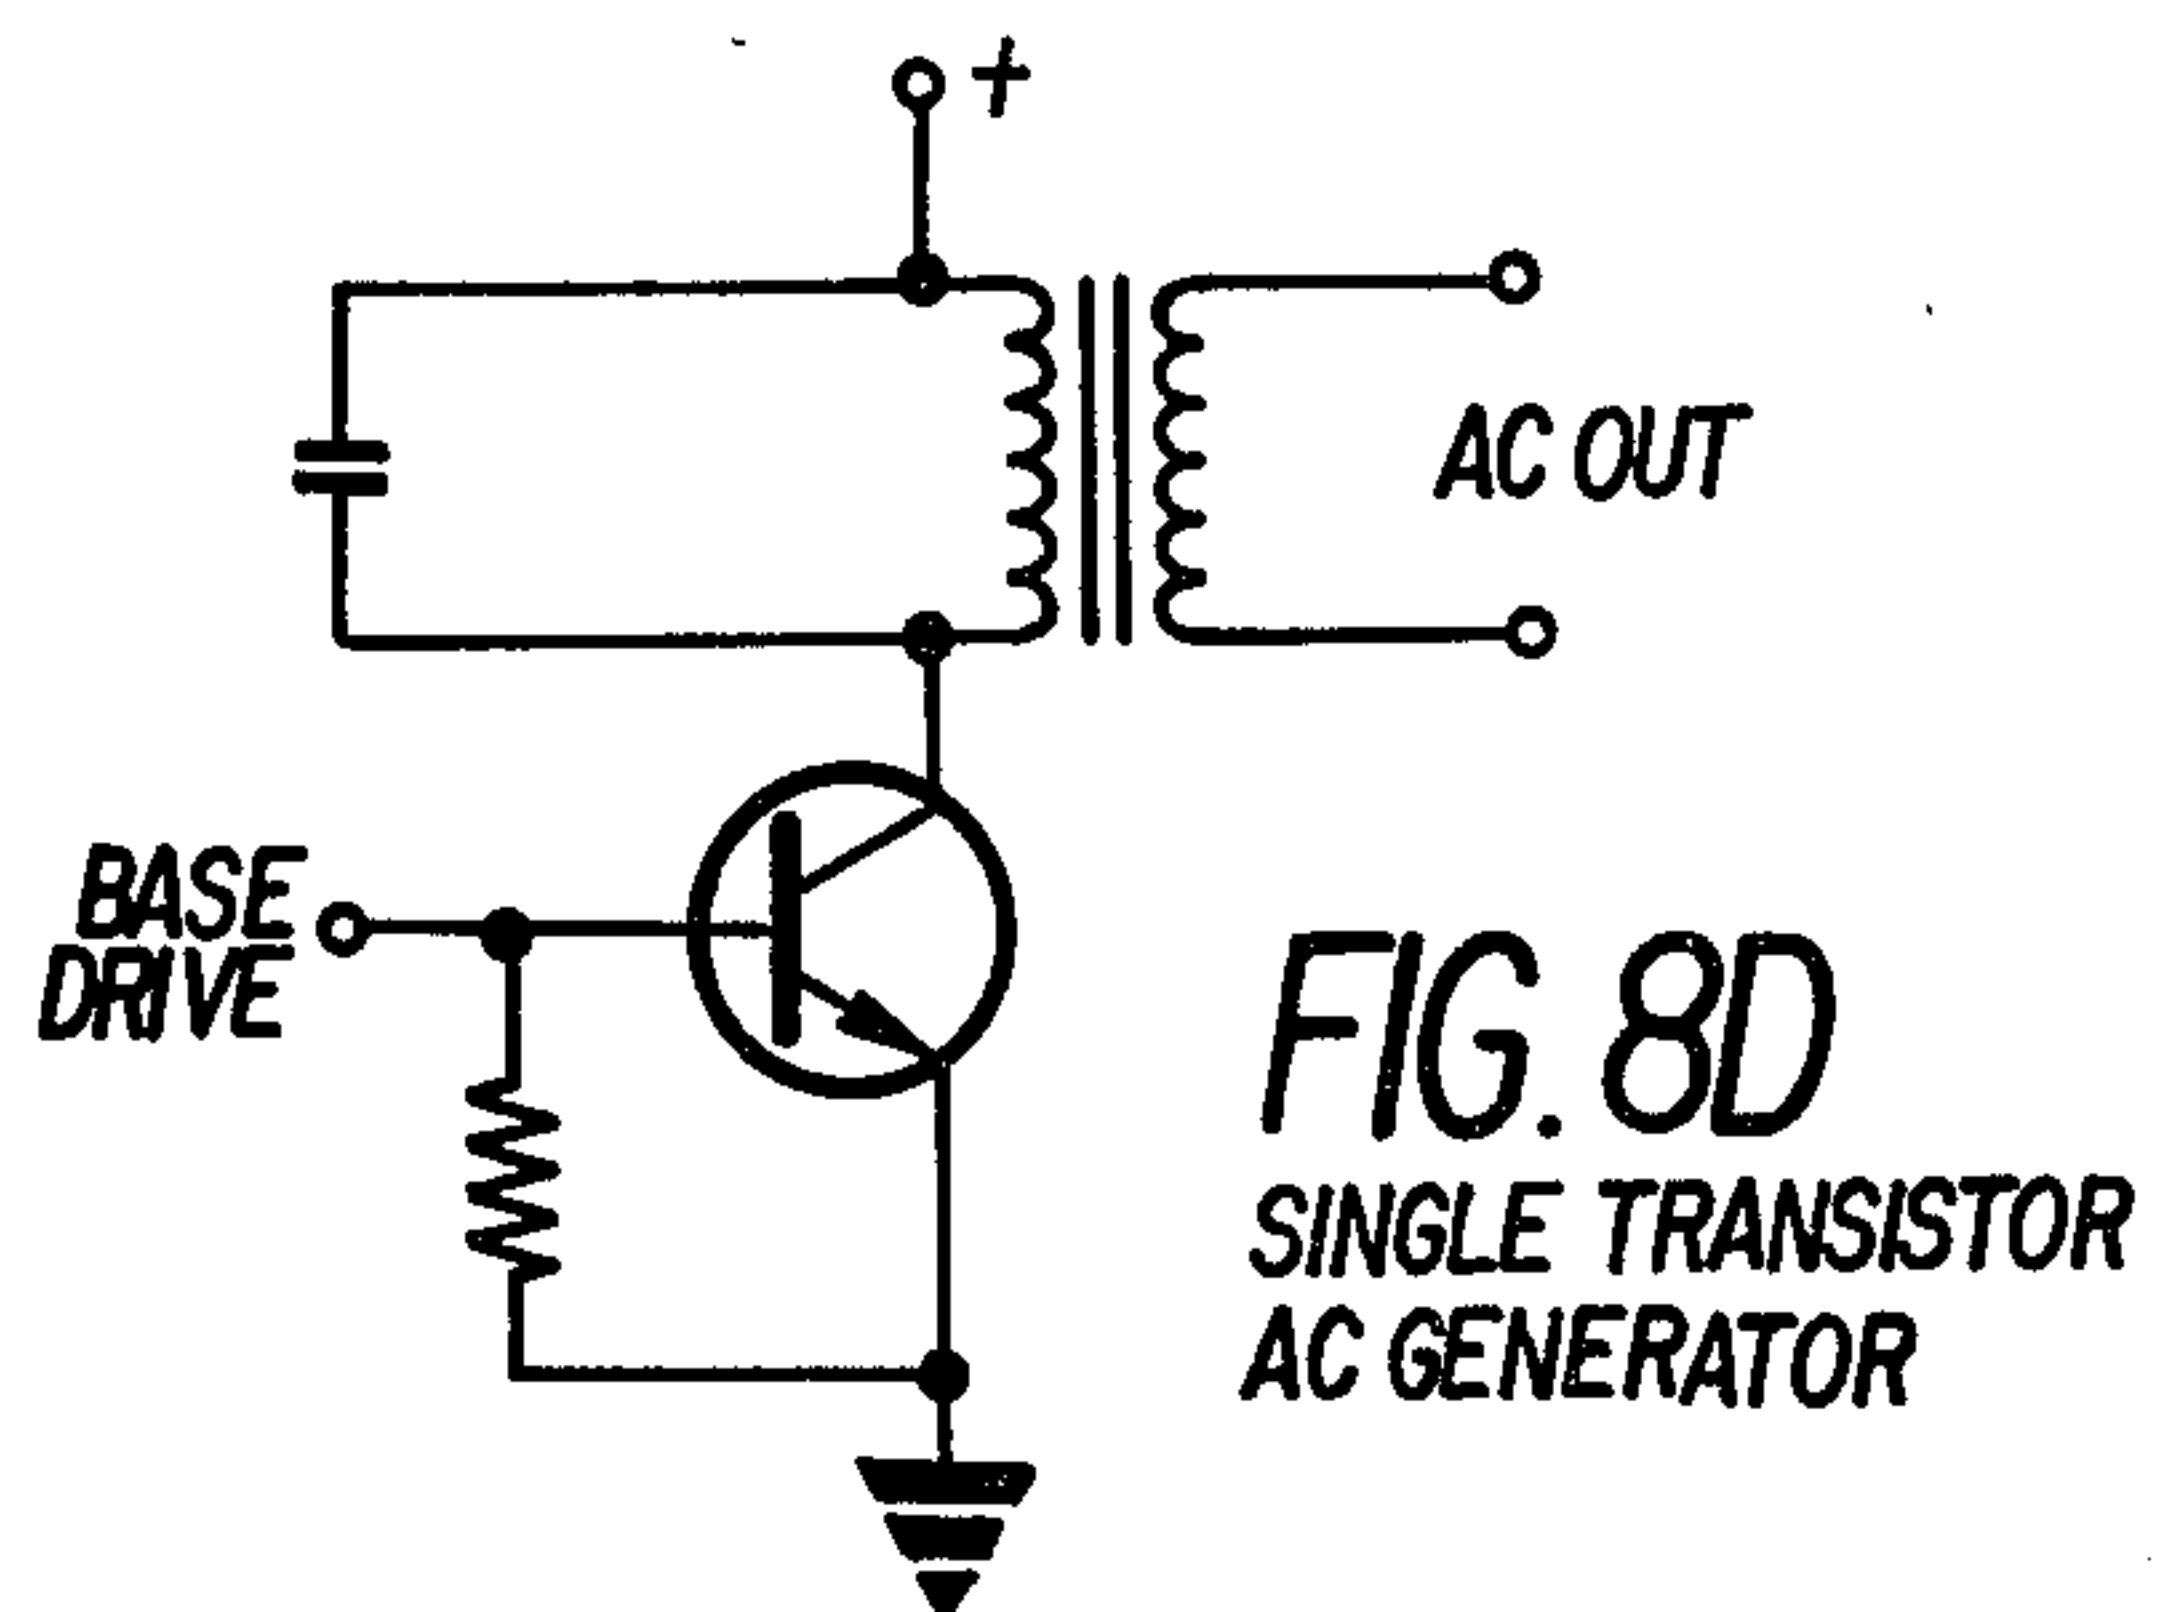 +
AC OUT
BASE
DRIVE
FIG. 8D
SINGLE TRANSISTOR
AC GENERATOR